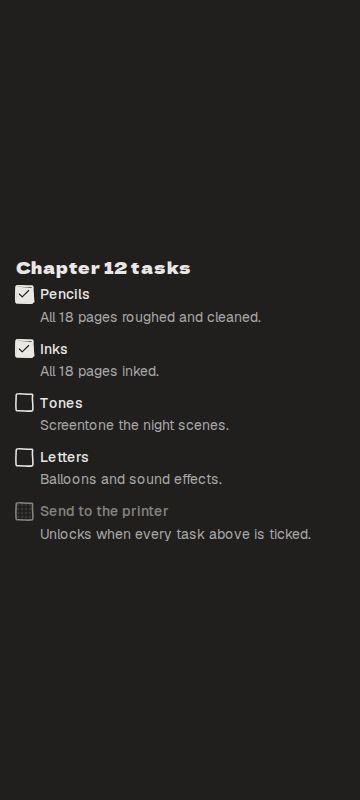 Chapter 12 tasks
Pencils
All 18 pages roughed and cleaned.
Inks
All 18 pages inked.
Tones
Screentone the night scenes.
Letters
Balloons and sound effects.
Send to the printer
Unlocks when every task above is ticked.